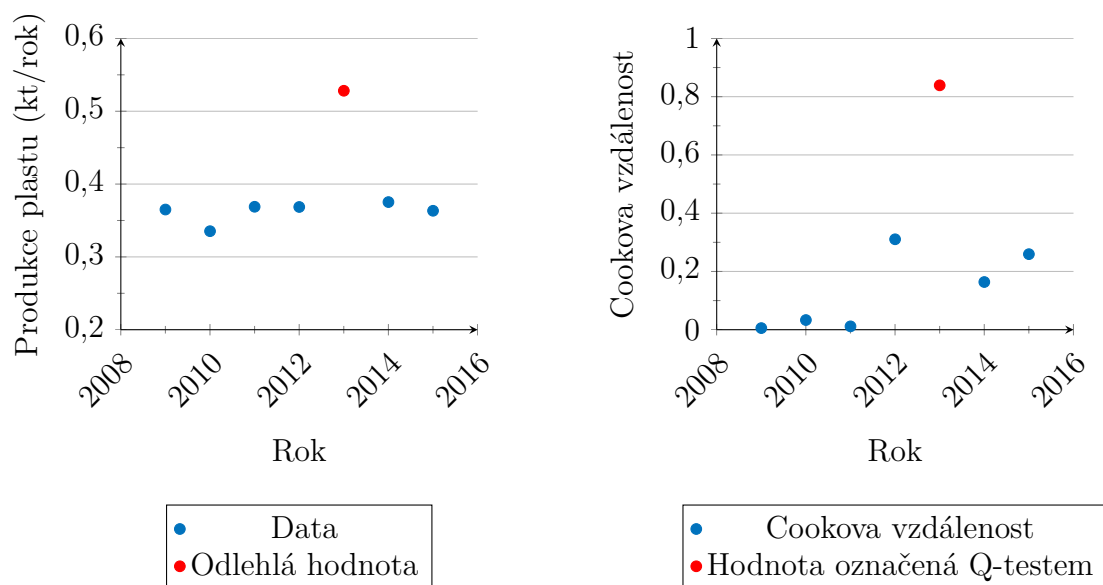 Produkce plastu (kt/rok)
0,6
0,5
0,4
0,3
0,2
2008
2010
2012
2014
2016
Rok
Data
Odlehlá hodnota
Cookova vzdálenost
1
0,8
0,6
0,4
0,2
0
2008
2010
2012
2014
2016
Rok
Cookova vzdálenost
Hodnota označená Q-testem